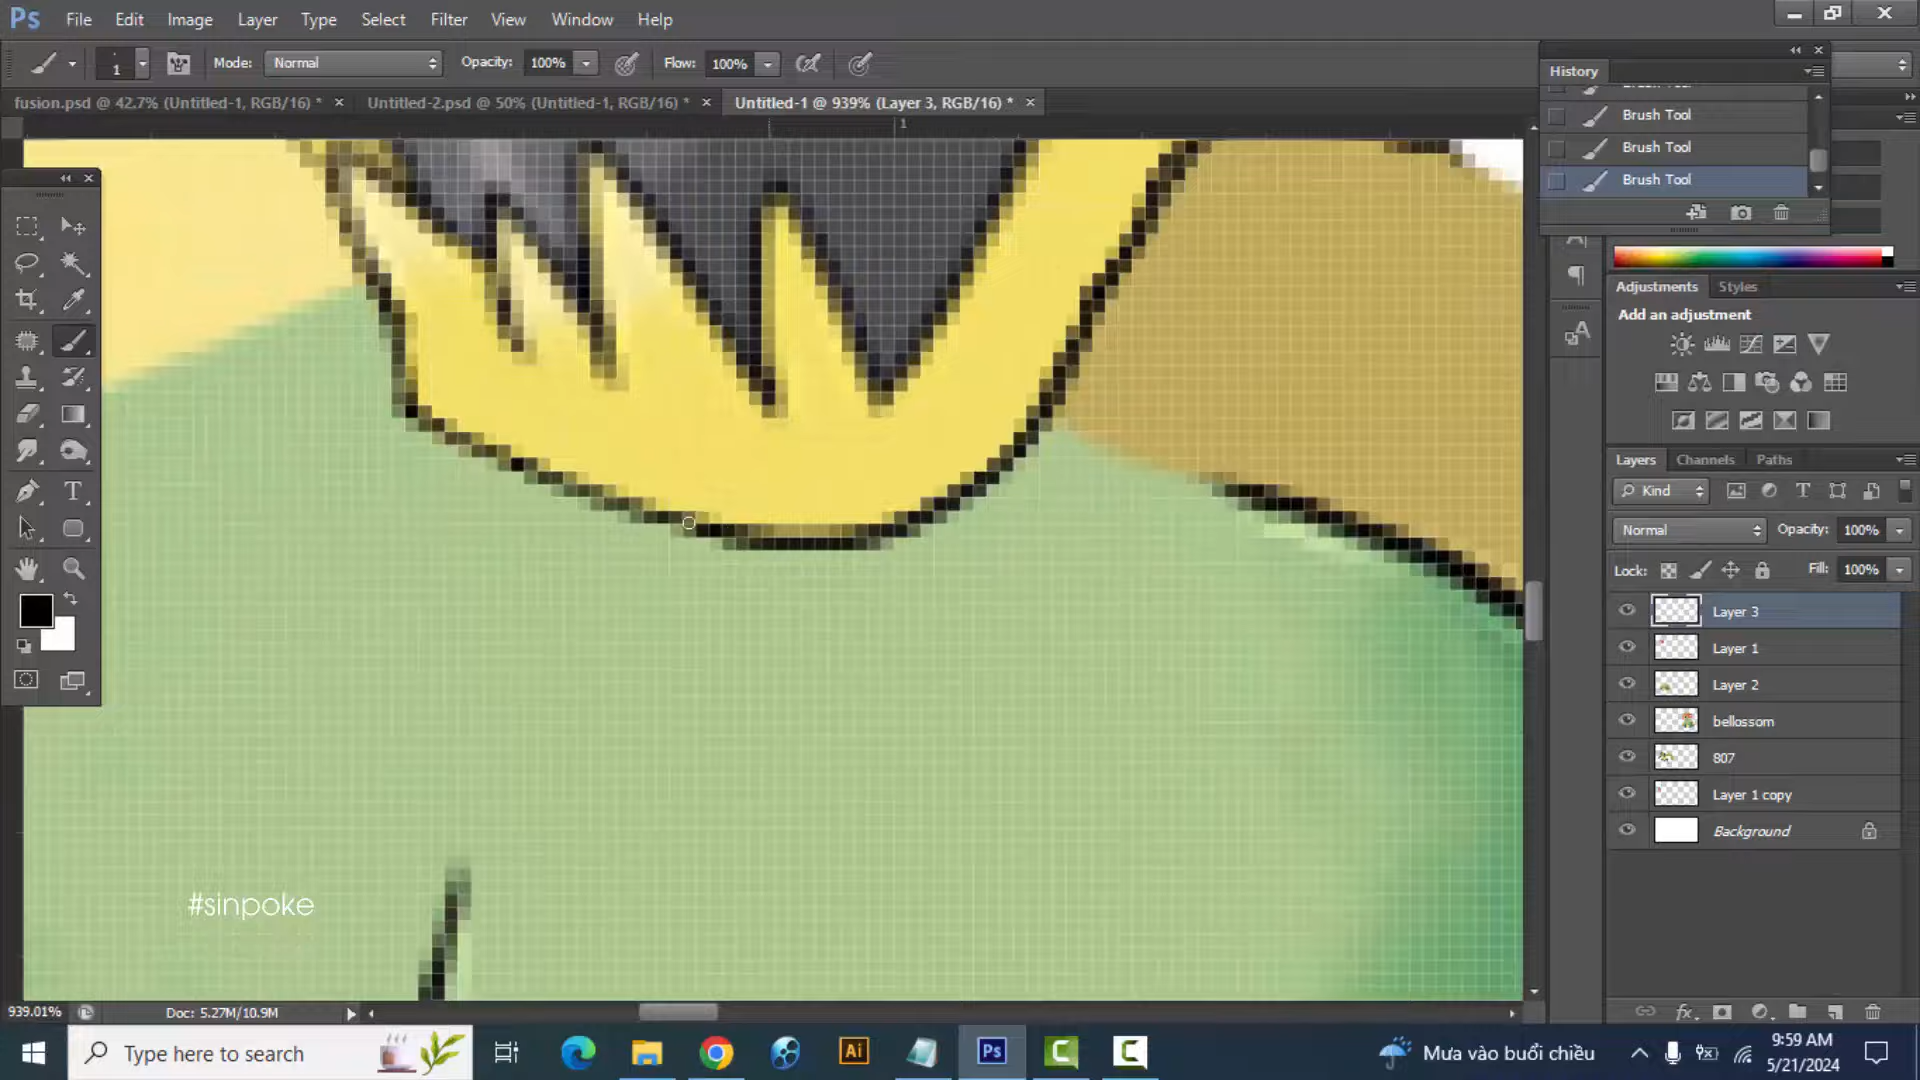 Ps File Edit Image Layer Type Select Filter View Window Help
1 Mode: Normal Opacity: 100% Flow: 100%
fusion.psd @ 42.7% (Untitled-1, RGB/16) * Untitled-2.psd @ 50% (Untitled-1, RGB/16) * Untitled-1 @ 939% (Layer 3, RGB/16) *
1
History
Brush Tool
Brush Tool
Brush Tool
Brush Tool
Adjustments Styles
Add an adjustment
Layers Channels Paths
Kind
Normal Opacity: 100%
Lock: Fill: 100%
Layer 3
Layer 1
Layer 2
bellossom
807
Layer 1 copy
Background
#sinpoke
939.01% Doc: 5.27M/10.9M
Type here to search
Ai
Ps
Mưa vào buổi chiều
9:59 AM
5/21/2024